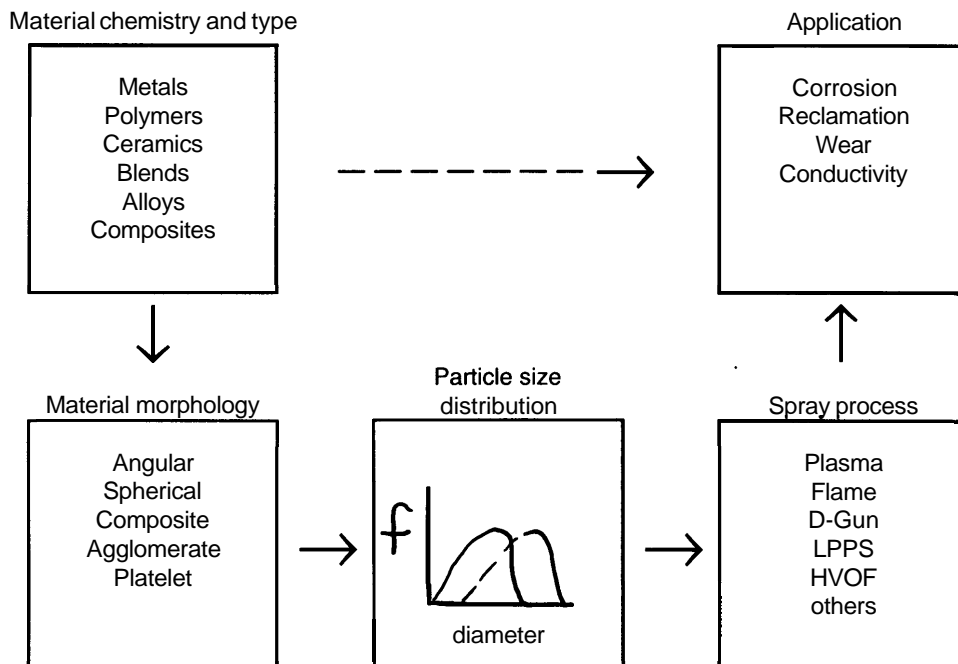 Material chemistry and type
Metals
Polymers
Ceramics
Blends
Alloys
Composites
Application
Corrosion
Reclamation
Wear
Conductivity
Material morphology
Angular
Spherical
Composite
Agglomerate
Platelet
Particle size
distribution
f
diameter
Spray process
Plasma
Flame
D-Gun
LPPS
HVOF
others